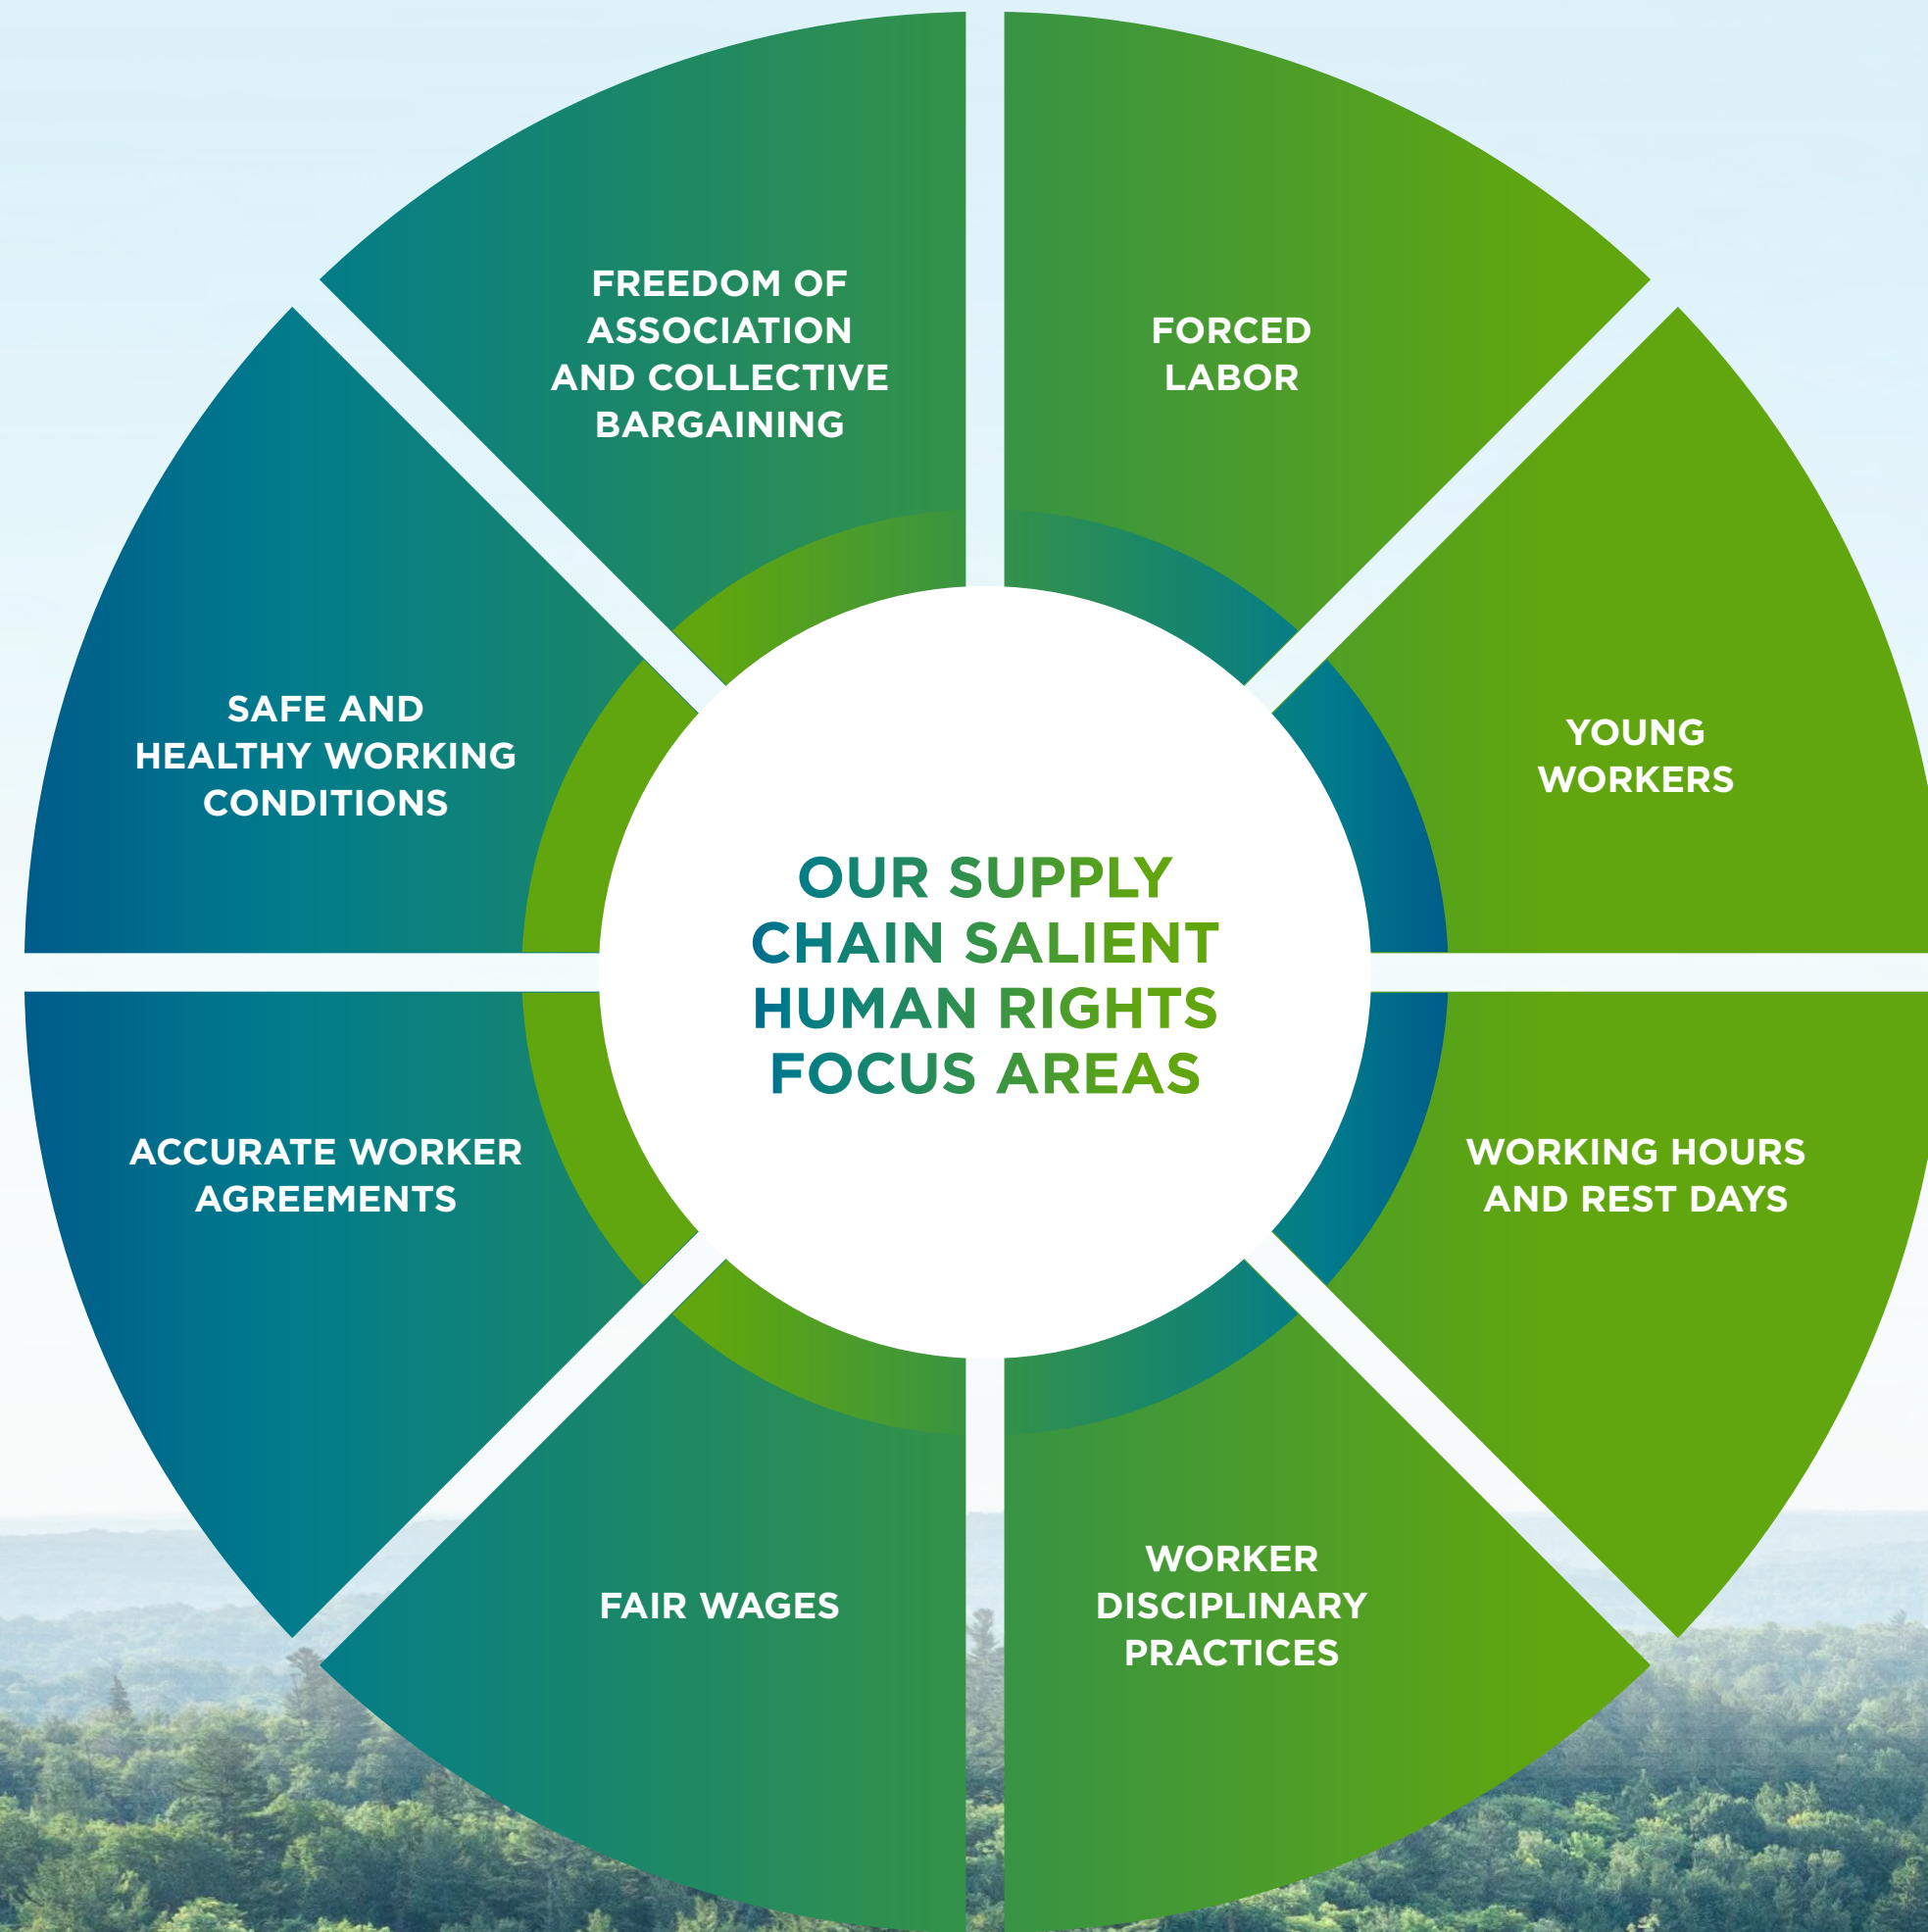 FREEDOM OF
ASSOCIATION
AND COLLECTIVE
BARGAINING
FORCED
LABOR
SAFE AND
HEALTHY WORKING
CONDITIONS
YOUNG
WORKERS
OUR SUPPLY
CHAIN SALIENT
HUMAN RIGHTS
FOCUS AREAS
ACCURATE WORKER
AGREEMENTS
WORKING HOURS
AND REST DAYS
FAIR WAGES
WORKER
DISCIPLINARY
PRACTICES